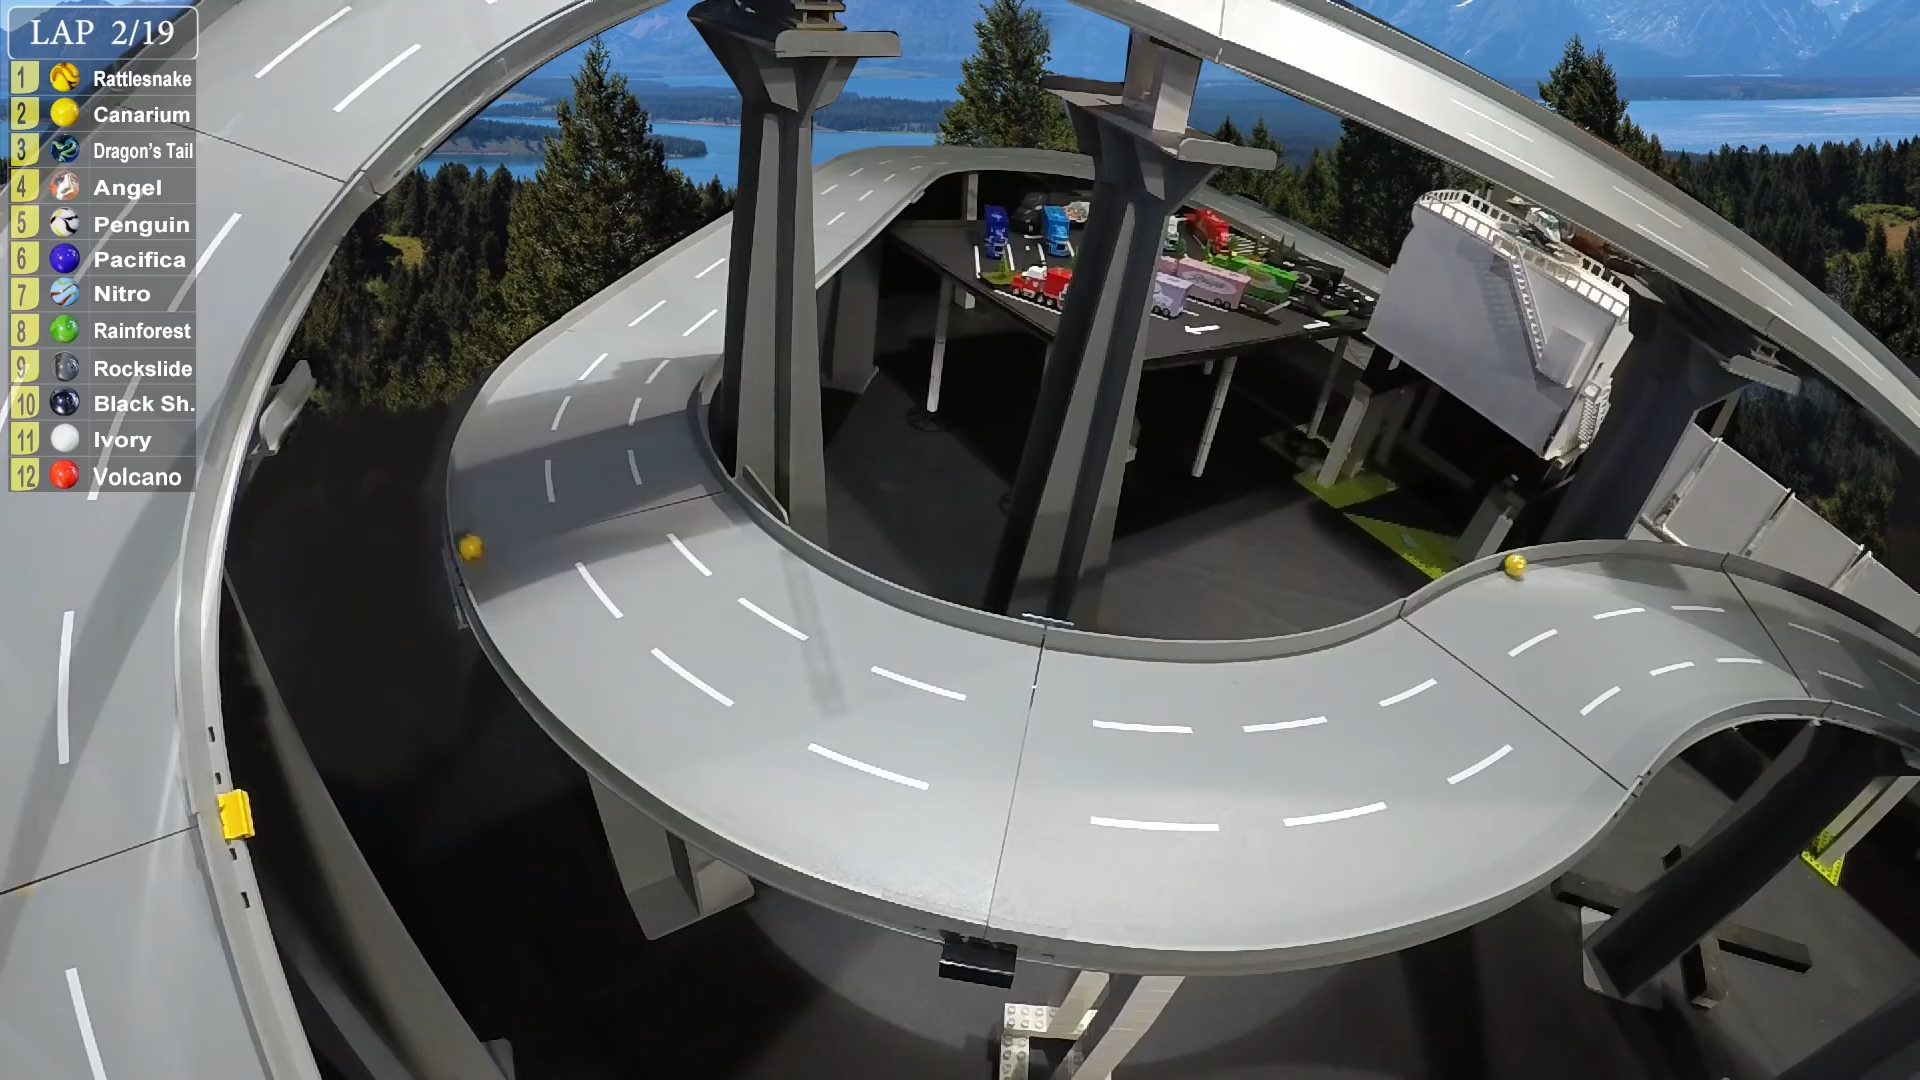 LAP 2/19
1 Rattlesnake
2 Canarium
3 Dragon's Tail
4 Angel
5 Penguin
6 Pacifica
7 Nitro
8 Rainforest
9 Rockslide
10 Black Sh.
11 Ivory
12 Volcano